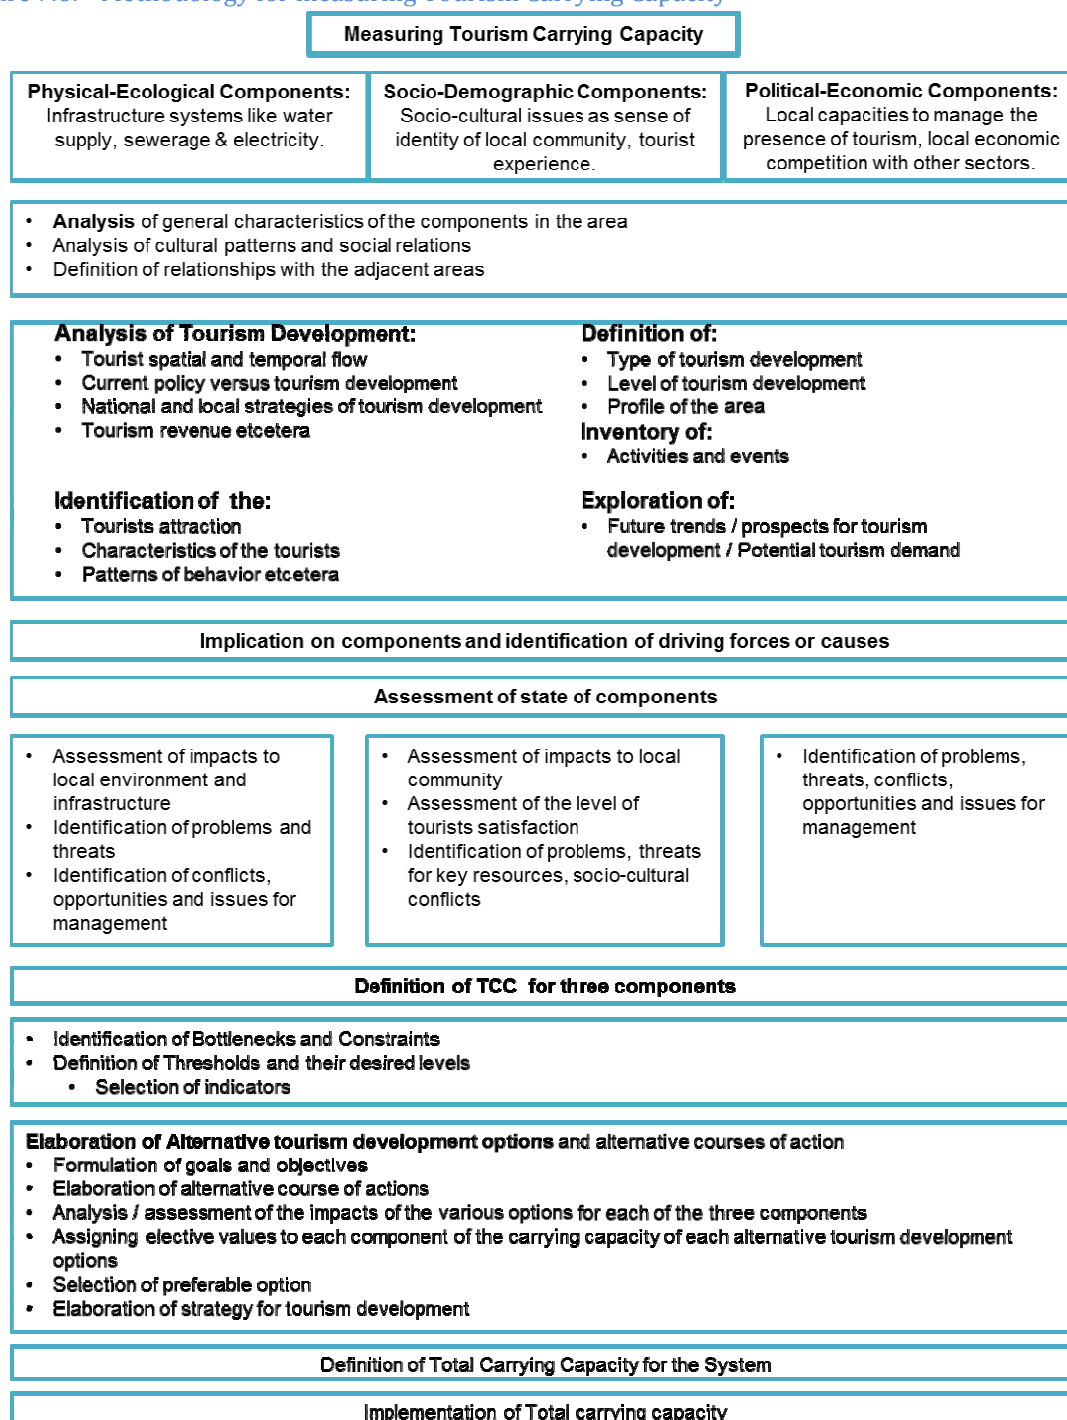 Methodology for measuring Tourism Carrying Capacity
Measuring Tourism Carrying Capacity
Physical-Ecological Components:
Infrastructure systems like water
supply, sewerage & electricity.
Socio-Demographic Components:
Socio-cultural issues as sense of
identity of local community, tourist
experience.
Political-Economic Components:
Local capacities to manage the
presence of tourism, local economic
competition with other sectors.
• Analysis of general characteristics of the components in the area
• Analysis of cultural patterns and social relations
• Definition of relationships with the adjacent areas
Analysis of Tourism Development:
• Tourist spatial and temporal flow
• Current policy versus tourism development
• National and local strategies of tourism development
• Tourism revenue etcetera
Identification of the:
• Tourists attraction
• Characteristics of the tourists
• Patterns of behavior etcetera
Definition of:
• Type of tourism development
• Level of tourism development
• Profile of the area
Inventory of:
• Activities and events
Exploration of:
• Future trends / prospects for tourism
development / Potential tourism demand
Implication on components and identification of driving forces or causes
Assessment of state of components
• Assessment of impacts to
local environment and
infrastructure
• Identification of problems and
threats
• Identification of conflicts,
opportunities and issues for
management
• Assessment of impacts to local
community
• Assessment of the level of
tourists satisfaction
• Identification of problems, threats
for key resources, socio-cultural
conflicts
• Identification of problems,
threats, conflicts,
opportunities and issues for
management
Definition of TCC for three components
• Identification of Bottlenecks and Constraints
• Definition of Thresholds and their desired levels
• Selection of indicators
Elaboration of Alternative tourism development options and alternative courses of action
• Formulation of goals and objectives
• Elaboration of alternative course of actions
• Analysis / assessment of the impacts of the various options for each of the three components
• Assigning elective values to each component of the carrying capacity of each alternative tourism development
options
• Selection of preferable option
• Elaboration of strategy for tourism development
Definition of Total Carrying Capacity for the System
Implementation of Total carrying capacity